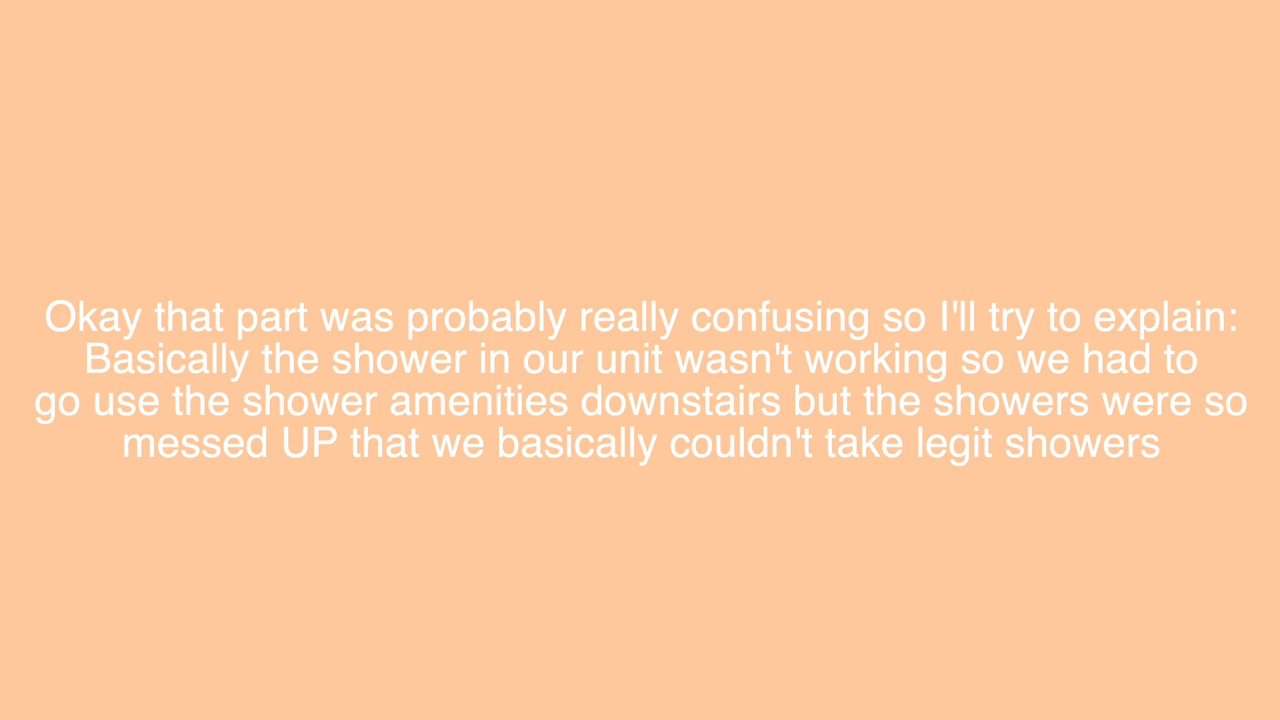 Okay that part was probably really confusing so I'll try to explain:
Basically the shower in our unit wasn't working so we had to
go use the shower amenities downstairs but the showers were so
messed UP that we basically couldn't take legit showers